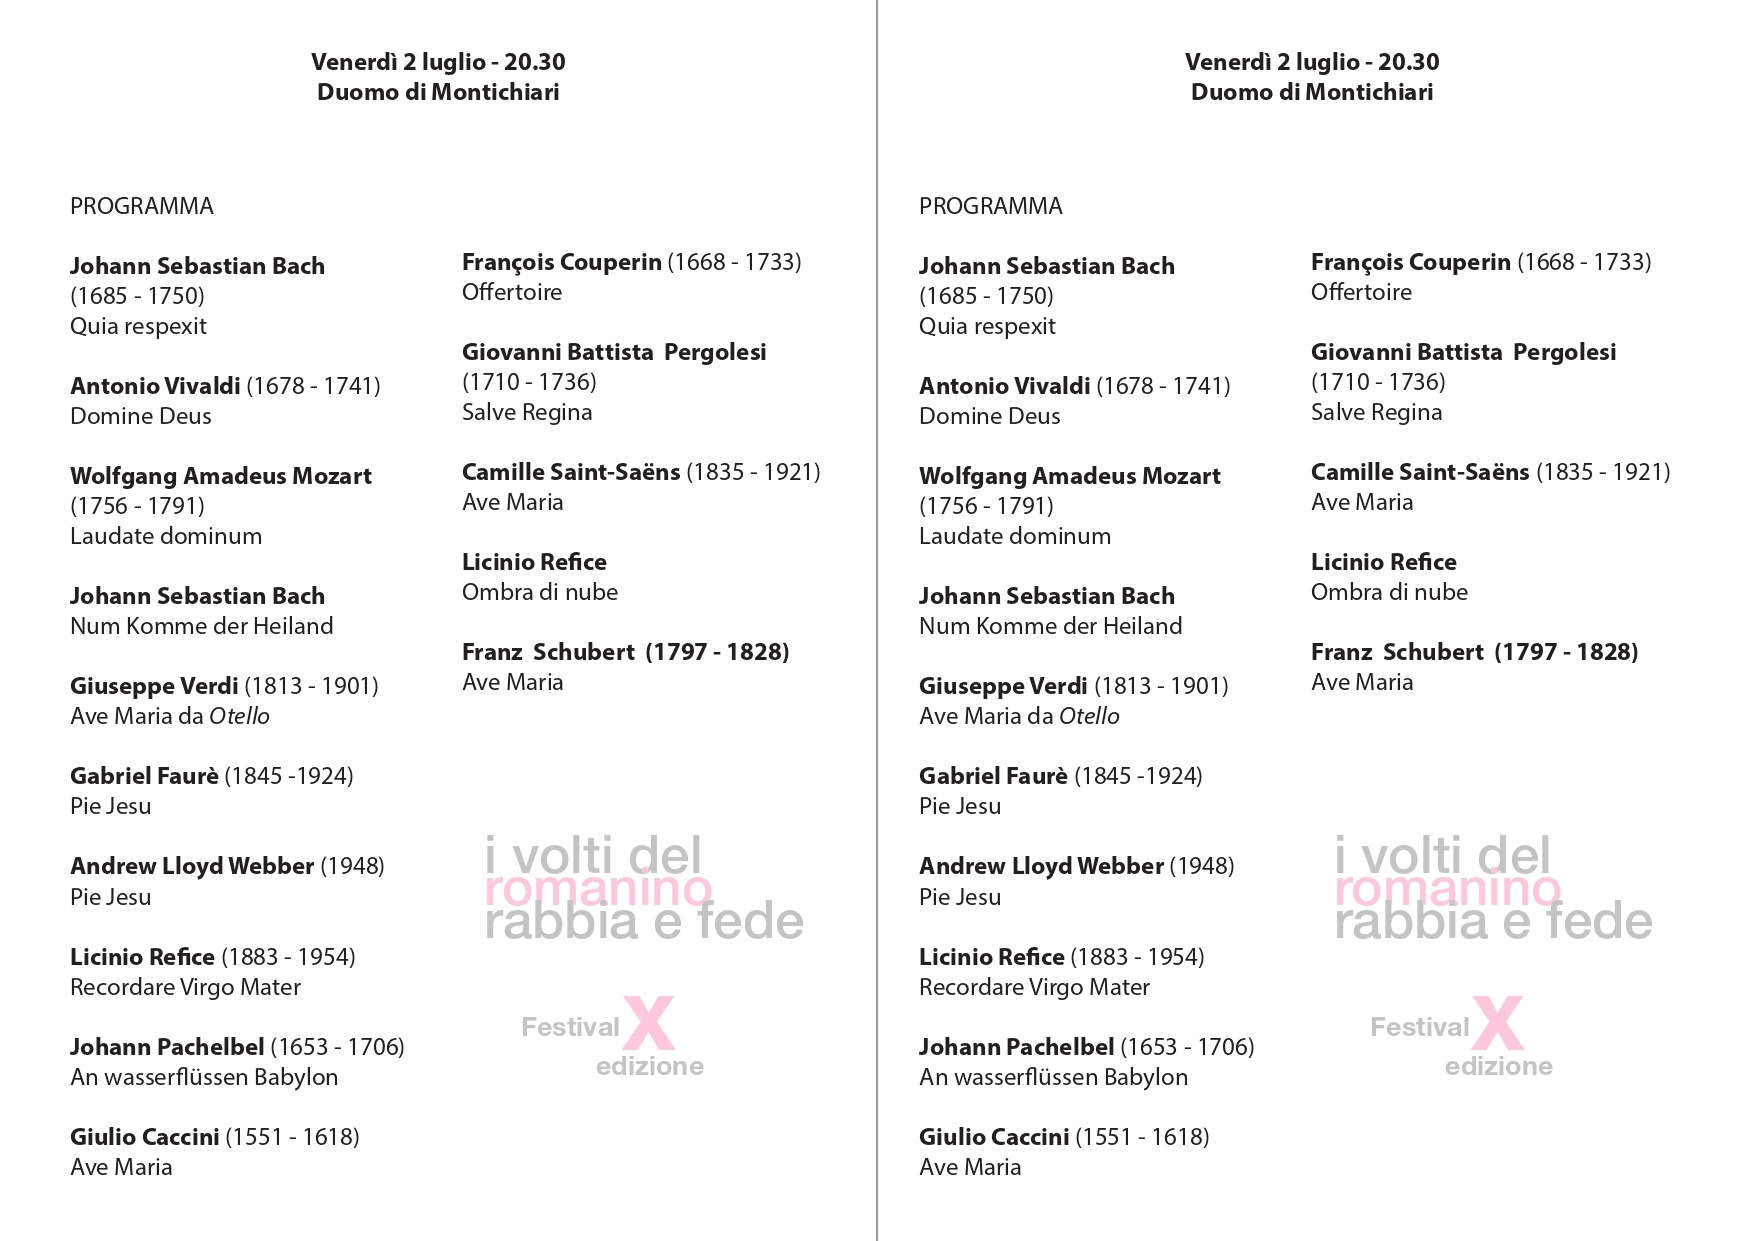 Venerdì 2 luglio - 20.30
Duomo di Montichiari
PROGRAMMA
Johann Sebastian Bach
(1685 - 1750)
Quia respexit
Antonio Vivaldi (1678 - 1741)
Domine Deus
Wolfgang Amadeus Mozart
(1756 - 1791)
Laudate dominum
Johann Sebastian Bach
Num Komme der Heiland
Giuseppe Verdi (1813 - 1901)
Ave Maria da Otello
Gabriel Faurè (1845 -1924)
Pie Jesu
Andrew Lloyd Webber (1948)
Pie Jesu
Licinio Refice (1883 - 1954)
Recordare Virgo Mater
Johann Pachelbel (1653 - 1706)
An wasserflüssen Babylon
Giulio Caccini (1551 - 1618)
Ave Maria
François Couperin (1668 - 1733)
Offertoire
Giovanni Battista  Pergolesi
(1710 - 1736)
Salve Regina
Camille Saint-Saëns (1835 - 1921)
Ave Maria
Licinio Refice
Ombra di nube
Franz  Schubert  (1797 - 1828)
Ave Maria
i volti del
romanino
rabbia e fede
Festival X
edizione
Venerdì 2 luglio - 20.30
Duomo di Montichiari
PROGRAMMA
Johann Sebastian Bach
(1685 - 1750)
Quia respexit
Antonio Vivaldi (1678 - 1741)
Domine Deus
Wolfgang Amadeus Mozart
(1756 - 1791)
Laudate dominum
Johann Sebastian Bach
Num Komme der Heiland
Giuseppe Verdi (1813 - 1901)
Ave Maria da Otello
Gabriel Faurè (1845 -1924)
Pie Jesu
Andrew Lloyd Webber (1948)
Pie Jesu
Licinio Refice (1883 - 1954)
Recordare Virgo Mater
Johann Pachelbel (1653 - 1706)
An wasserflüssen Babylon
Giulio Caccini (1551 - 1618)
Ave Maria
François Couperin (1668 - 1733)
Offertoire
Giovanni Battista  Pergolesi
(1710 - 1736)
Salve Regina
Camille Saint-Saëns (1835 - 1921)
Ave Maria
Licinio Refice
Ombra di nube
Franz  Schubert  (1797 - 1828)
Ave Maria
i volti del
romanino
rabbia e fede
Festival X
edizione